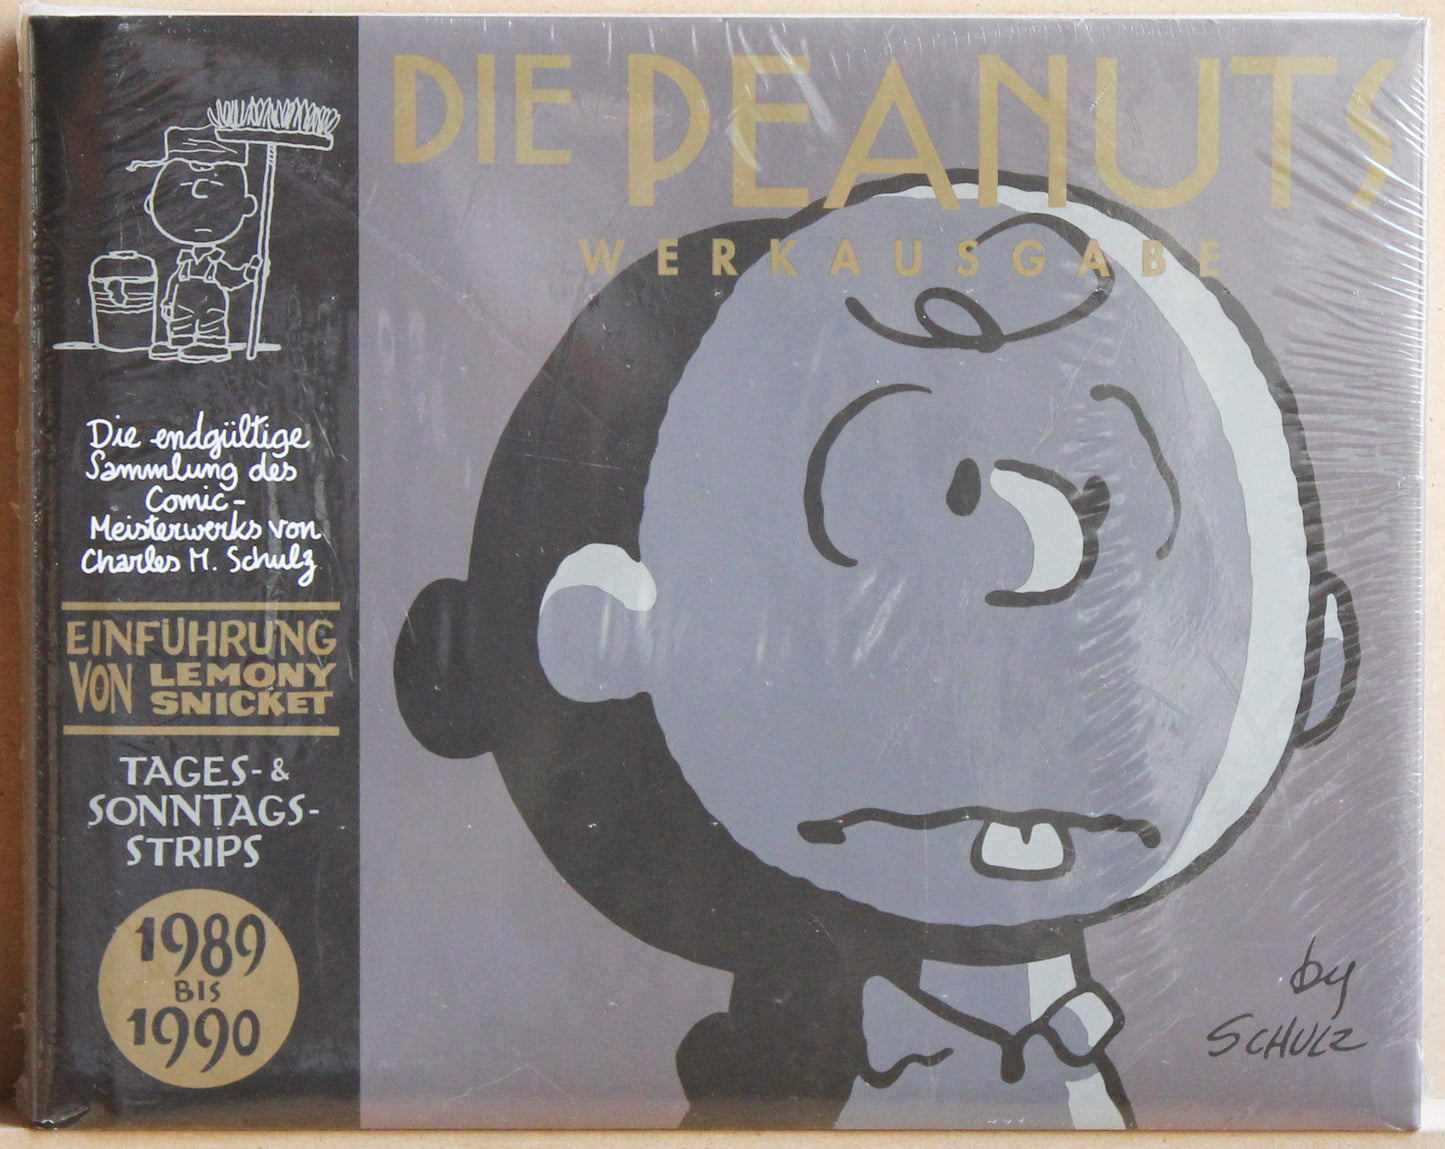 DIE PEANUTS
WERKAUSGABE
Die endgültige
Sammlung des
Comic-
Meisterwerks von
Charles M. Schulz
EINFÜHRUNG
VON LEMONY
SNICKET
TAGES- &
SONNTAGS-
STRIPS
1989
BIS
1990
by
SCHULZ